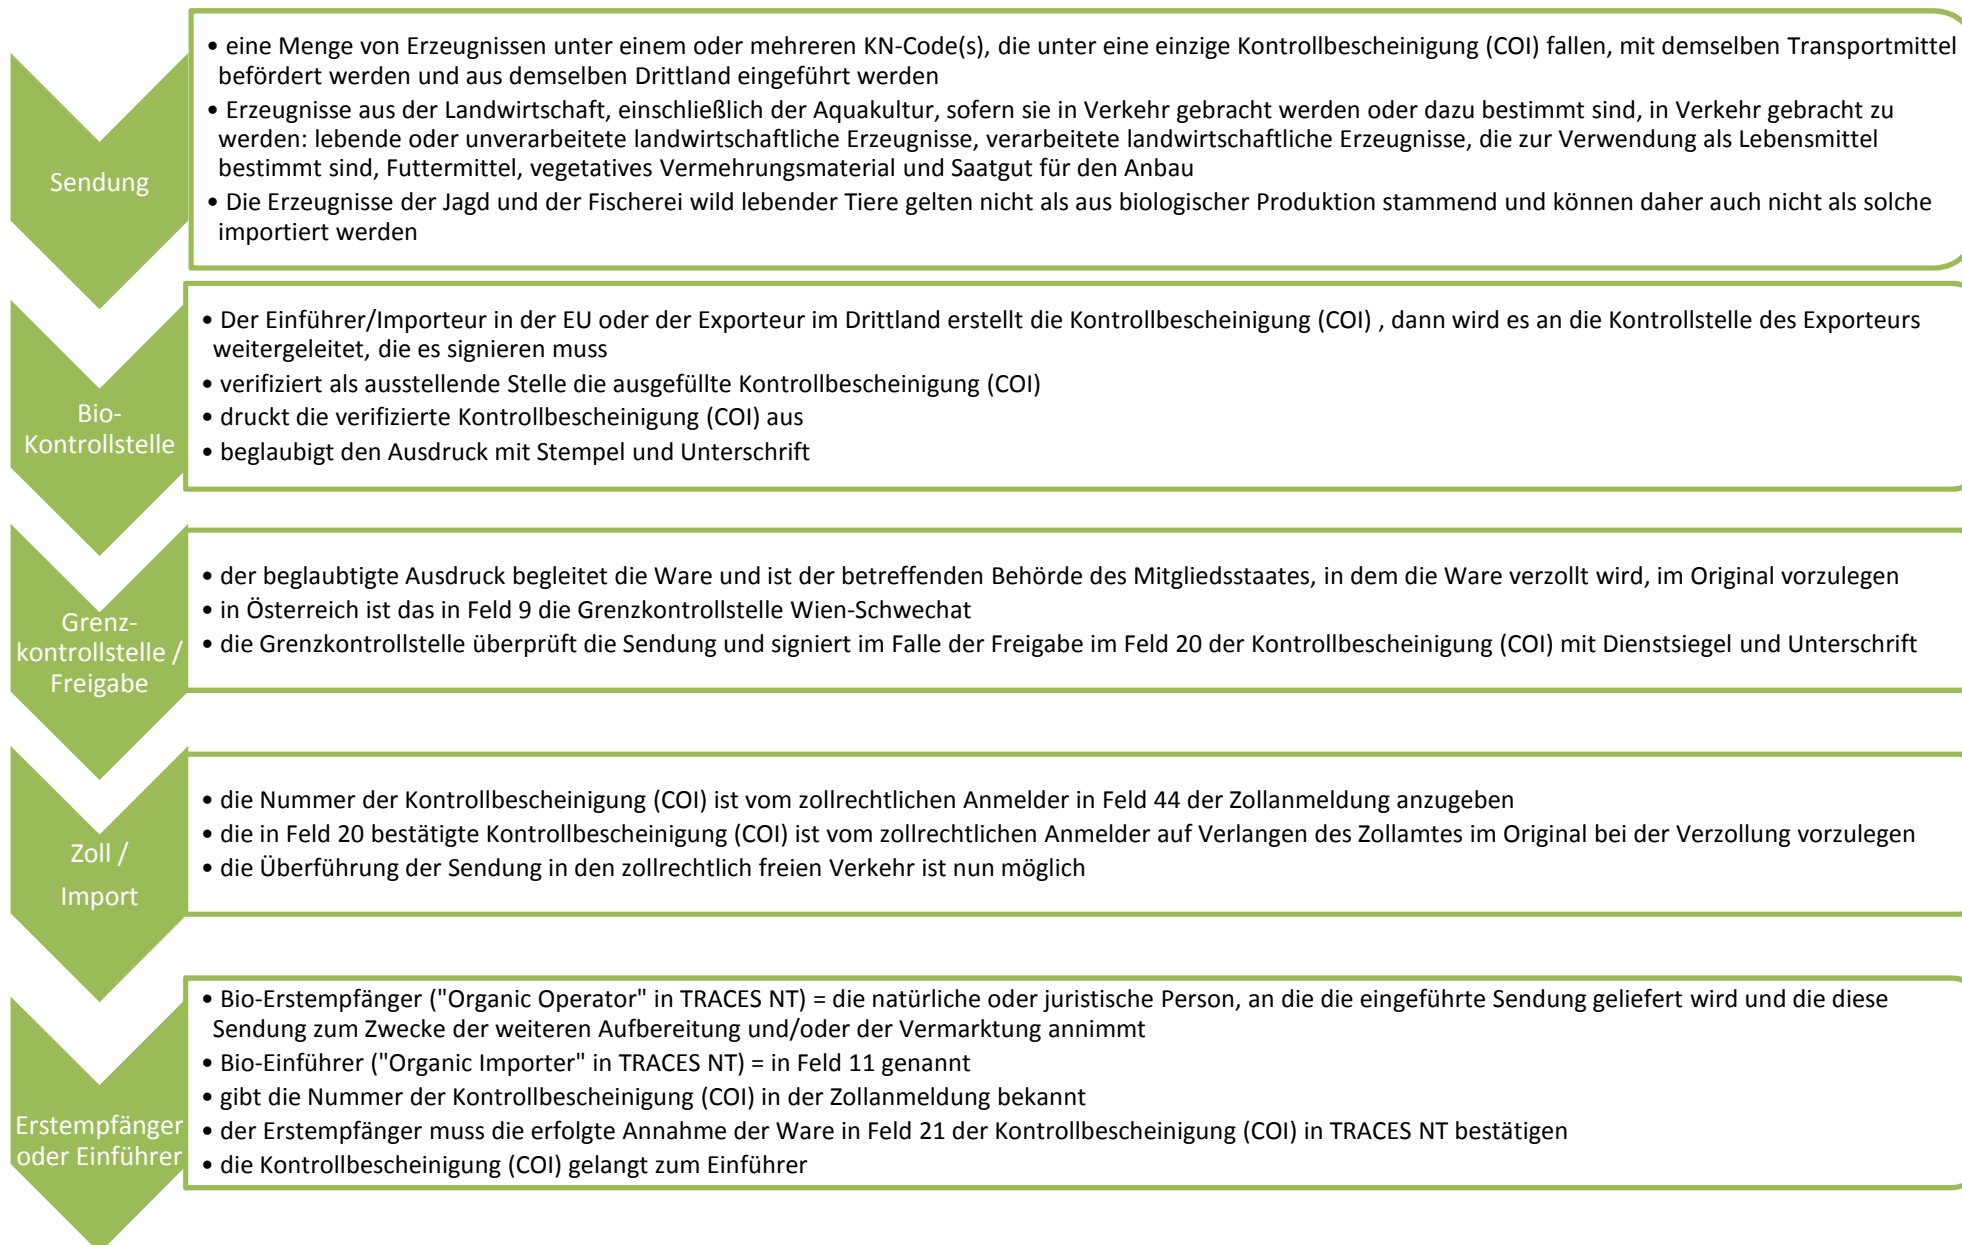 Sendung
• eine Menge von Erzeugnissen unter einem oder mehreren KN-Code(s), die unter eine einzige Kontrollbescheinigung (COI) fallen, mit demselben Transportmittel
befördert werden und aus demselben Drittland eingeführt werden
• Erzeugnisse aus der Landwirtschaft, einschließlich der Aquakultur, sofern sie in Verkehr gebracht werden oder dazu bestimmt sind, in Verkehr gebracht zu
werden: lebende oder unverarbeitete landwirtschaftliche Erzeugnisse, verarbeitete landwirtschaftliche Erzeugnisse, die zur Verwendung als Lebensmittel
bestimmt sind, Futtermittel, vegetatives Vermehrungsmaterial und Saatgut für den Anbau
• Die Erzeugnisse der Jagd und der Fischerei wild lebender Tiere gelten nicht als aus biologischer Produktion stammend und können daher auch nicht als solche
importiert werden
Bio-
Kontrollstelle
• Der Einführer/Importeur in der EU oder der Exporteur im Drittland erstellt die Kontrollbescheinigung (COI) , dann wird es an die Kontrollstelle des Exporteurs
weitergeleitet, die es signieren muss
• verifiziert als ausstellende Stelle die ausgefüllte Kontrollbescheinigung (COI)
• druckt die verifizierte Kontrollbescheinigung (COI) aus
• beglaubigt den Ausdruck mit Stempel und Unterschrift
Grenz-
kontrollstelle /
Freigabe
• der beglaubtigte Ausdruck begleitet die Ware und ist der betreffenden Behörde des Mitgliedsstaates, in dem die Ware verzollt wird, im Original vorzulegen
• in Österreich ist das in Feld 9 die Grenzkontrollstelle Wien-Schwechat
• die Grenzkontrollstelle überprüft die Sendung und signiert im Falle der Freigabe im Feld 20 der Kontrollbescheinigung (COI) mit Dienstsiegel und Unterschrift
Zoll /
Import
• die Nummer der Kontrollbescheinigung (COI) ist vom zollrechtlichen Anmelder in Feld 44 der Zollanmeldung anzugeben
• die in Feld 20 bestätigte Kontrollbescheinigung (COI) ist vom zollrechtlichen Anmelder auf Verlangen des Zollamtes im Original bei der Verzollung vorzulegen
• die Überführung der Sendung in den zollrechtlich freien Verkehr ist nun möglich
Erstempfänger
oder Einführer
• Bio-Erstempfänger ("Organic Operator" in TRACES NT) = die natürliche oder juristische Person, an die die eingeführte Sendung geliefert wird und die diese
Sendung zum Zwecke der weiteren Aufbereitung und/oder der Vermarktung annimmt
• Bio-Einführer ("Organic Importer" in TRACES NT) = in Feld 11 genannt
• gibt die Nummer der Kontrollbescheinigung (COI) in der Zollanmeldung bekannt
• der Erstempfänger muss die erfolgte Annahme der Ware in Feld 21 der Kontrollbescheinigung (COI) in TRACES NT bestätigen
• die Kontrollbescheinigung (COI) gelangt zum Einführer